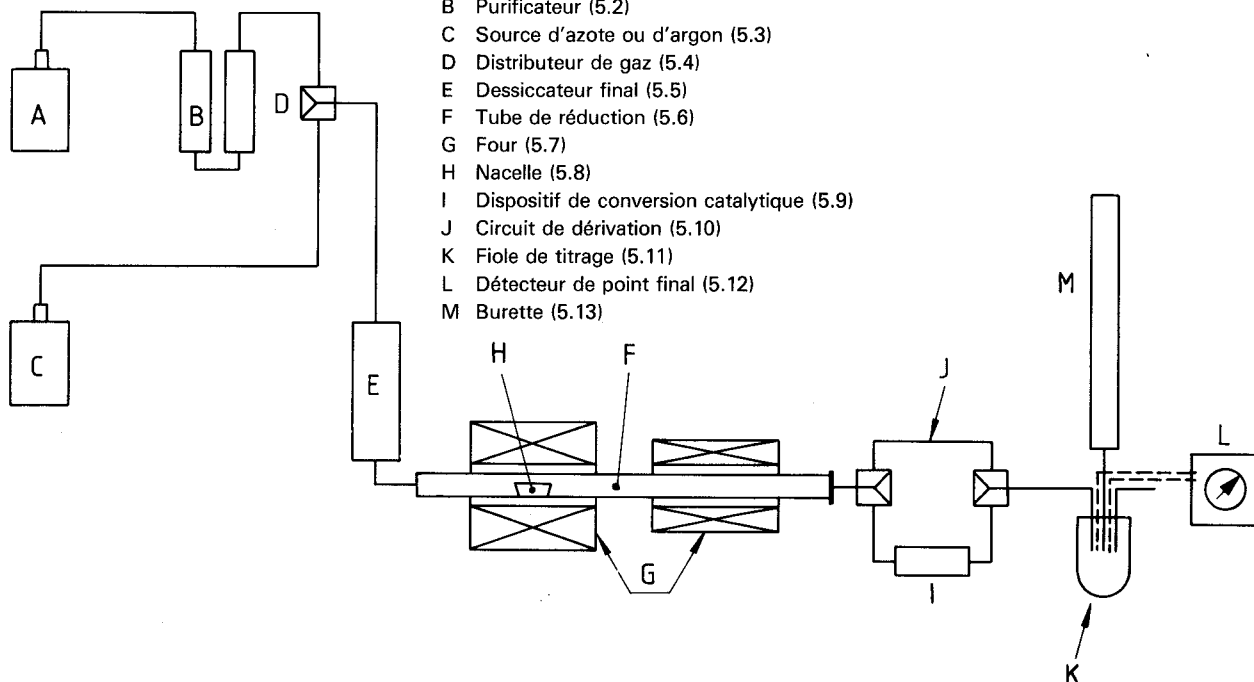 B Purificateur (5.2)
C Source d'azote ou d'argon (5.3)
D Distributeur de gaz (5.4)
E Dessiccateur final (5.5)
F Tube de réduction (5.6)
G Four (5.7)
H Nacelle (5.8)
I Dispositif de conversion catalytique (5.9)
J Circuit de dérivation (5.10)
K Fiole de titrage (5.11)
L Détecteur de point final (5.12)
M Burette (5.13)
A
B
D
C
E
H
F
G
J
I
M
L
K